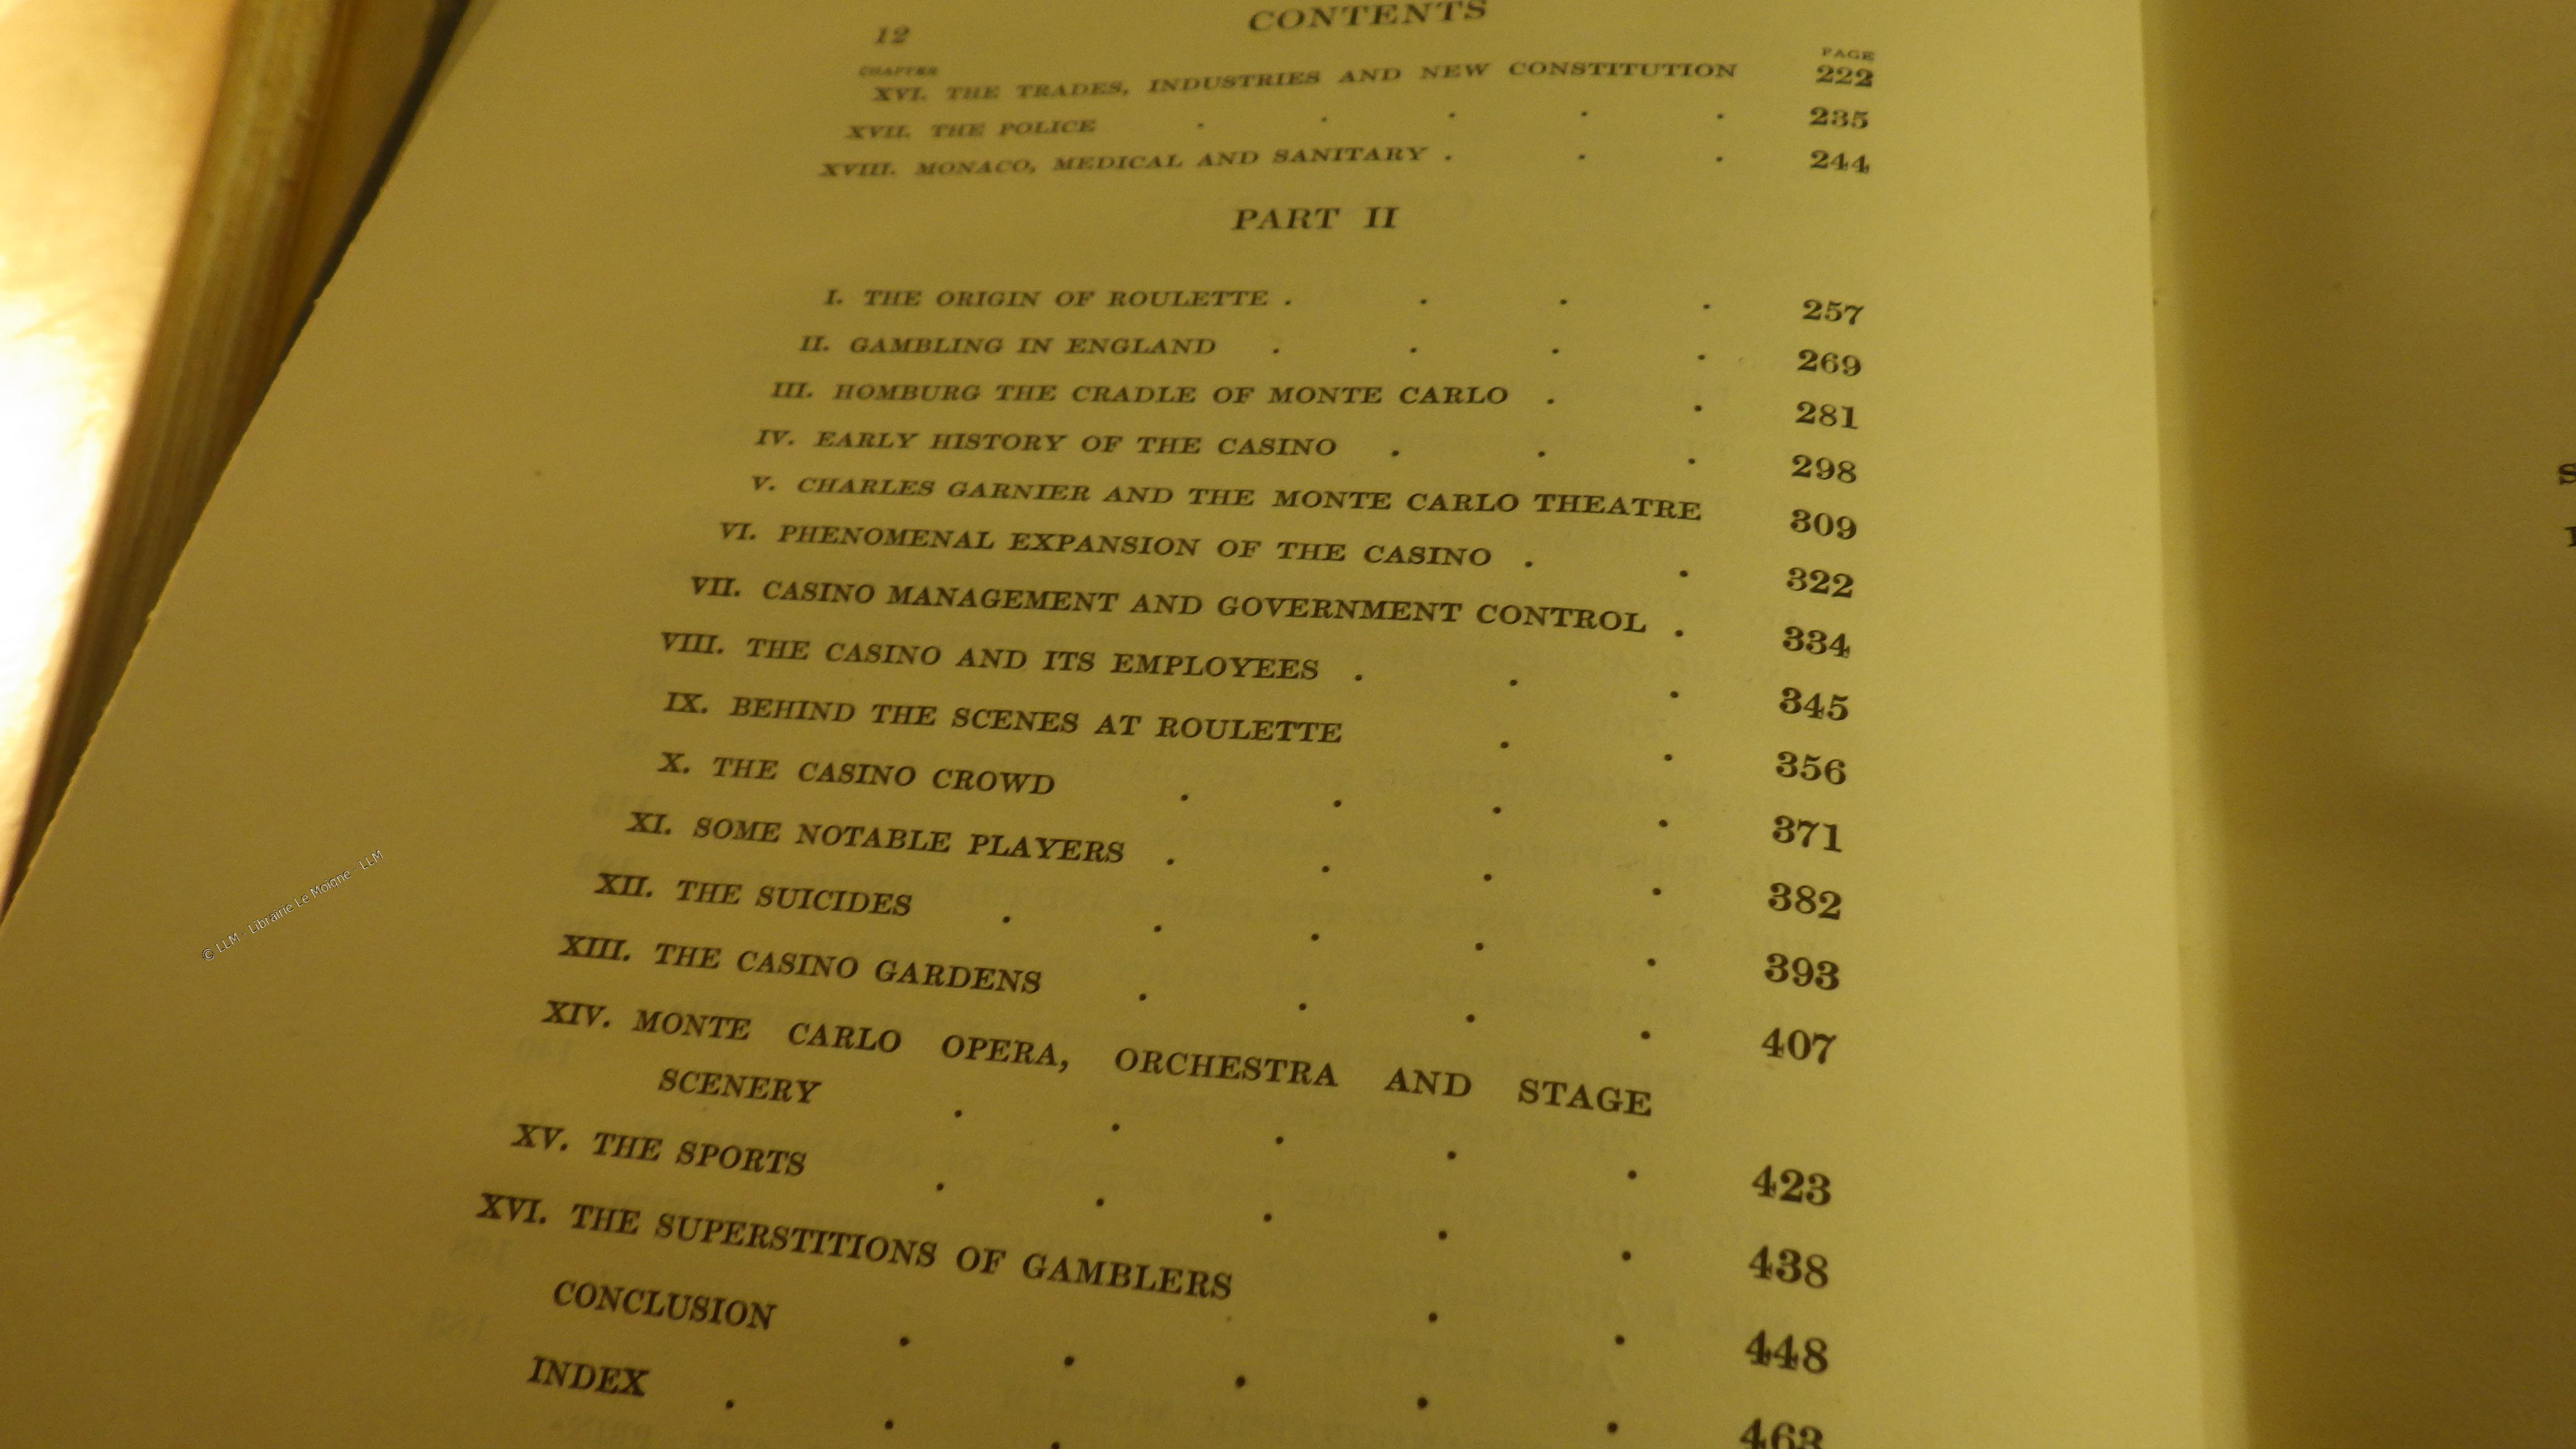 12
CONTENTS
CHAPTER PAGE
XVI. THE TRADES, INDUSTRIES AND NEW CONSTITUTION 222
XVII. THE POLICE . . . . . 235
XVIII. MONACO, MEDICAL AND SANITARY . . . 244
PART II
I. THE ORIGIN OF ROULETTE . . . . 257
II. GAMBLING IN ENGLAND . . . . 269
III. HOMBURG THE CRADLE OF MONTE CARLO . . 281
IV. EARLY HISTORY OF THE CASINO . . . 298
V. CHARLES GARNIER AND THE MONTE CARLO THEATRE 309
VI. PHENOMENAL EXPANSION OF THE CASINO . . 322
VII. CASINO MANAGEMENT AND GOVERNMENT CONTROL . 334
VIII. THE CASINO AND ITS EMPLOYEES . . . 345
IX. BEHIND THE SCENES AT ROULETTE . . 356
X. THE CASINO CROWD . . . . 371
XI. SOME NOTABLE PLAYERS . . . . 382
XII. THE SUICIDES . . . . . 393
XIII. THE CASINO GARDENS . . . . 407
XIV. MONTE CARLO OPERA, ORCHESTRA AND STAGE
SCENERY . . . . . 423
XV. THE SPORTS . . . . . 438
XVI. THE SUPERSTITIONS OF GAMBLERS . . 448
CONCLUSION . . . . . 463
INDEX . . .
© LLM - Librairie Le Moigne - LLM